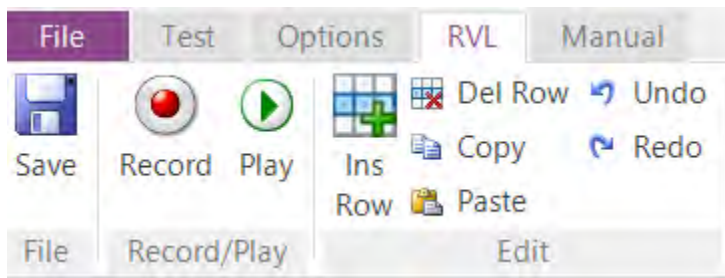 File Test Options RVL Manual
Save Record Play Ins Row Del Row Undo
Copy Redo
Paste
File Record/Play Edit